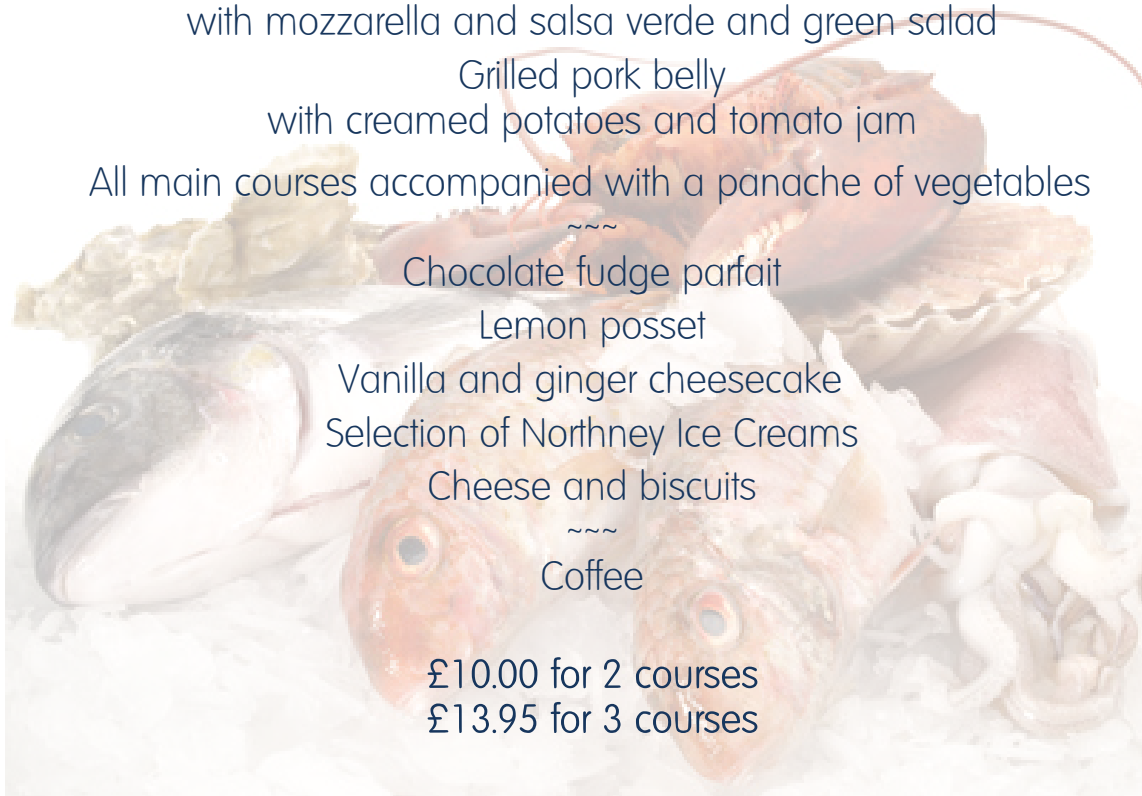 with mozzarella and salsa verde and green salad
Grilled pork belly
with creamed potatoes and tomato jam
All main courses accompanied with a panache of vegetables
~~~
Chocolate fudge parfait
Lemon posset
Vanilla and ginger cheesecake
Selection of Northney Ice Creams
Cheese and biscuits
~~~
Coffee
£10.00 for 2 courses
£13.95 for 3 courses